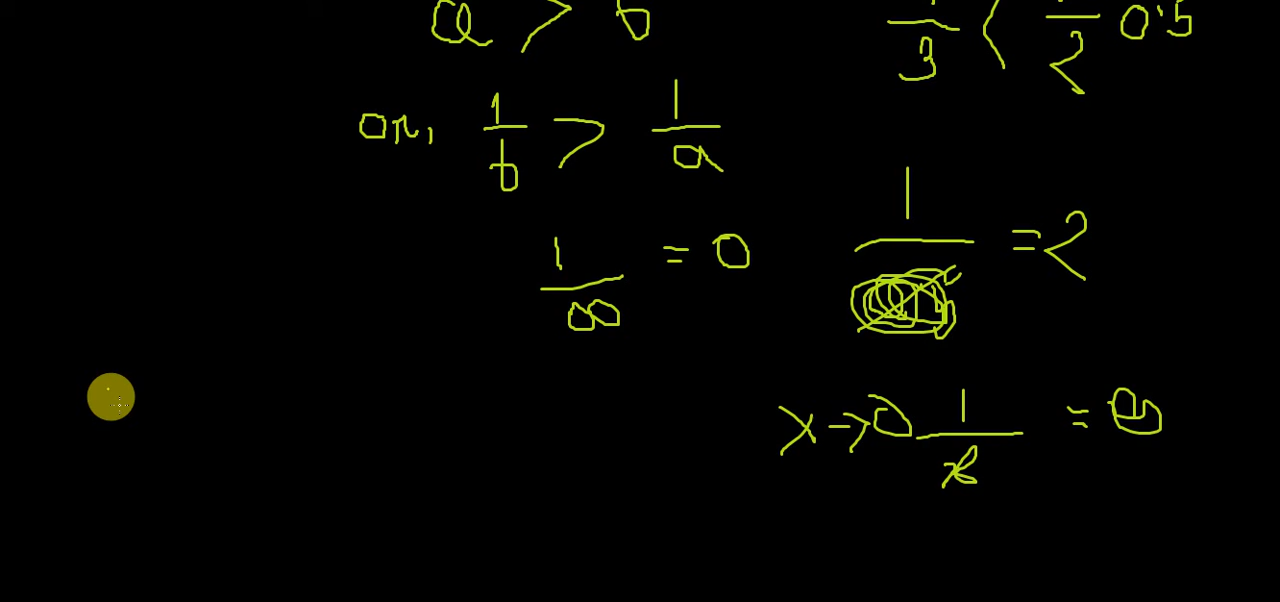 a > b
1/3 < 1/2 0.5
or, 1/b > 1/a
1/∞ = 0
1/ = 2
x → 0 1/x =